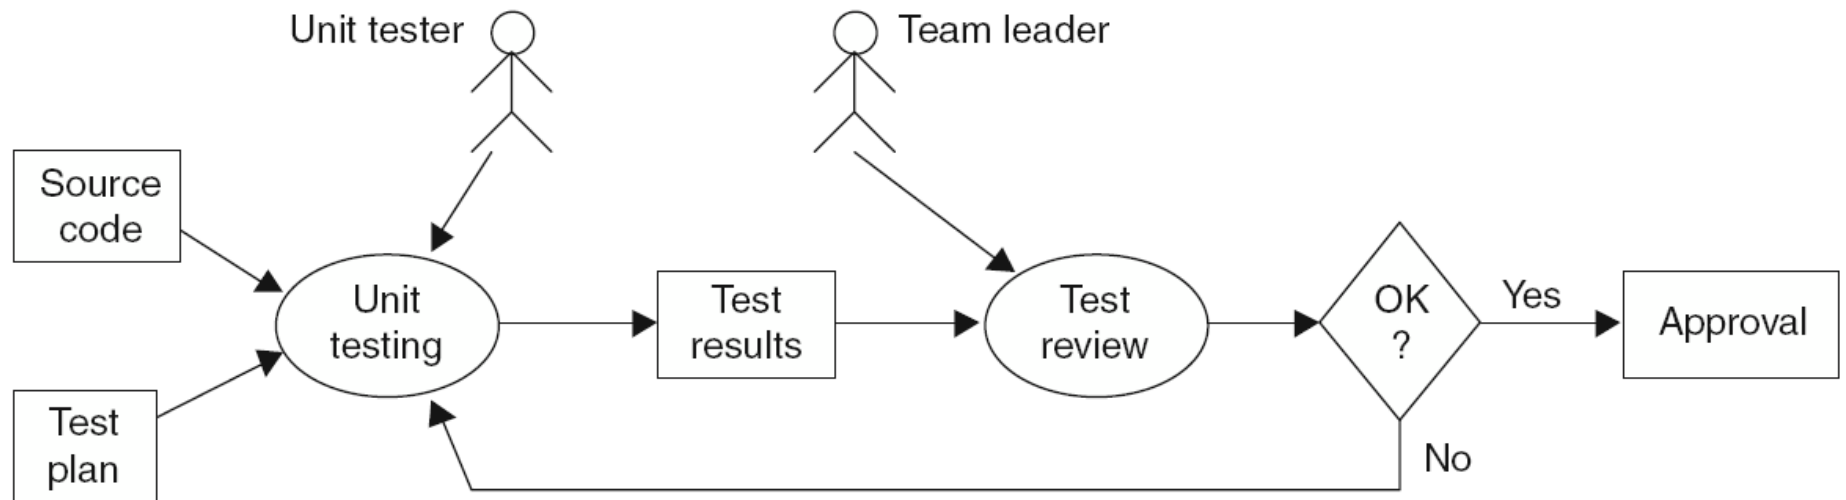 Unit tester
Team leader
Source
code
Unit
testing
Test
results
Test
review
OK
?
Yes
Approval
Test
plan
No